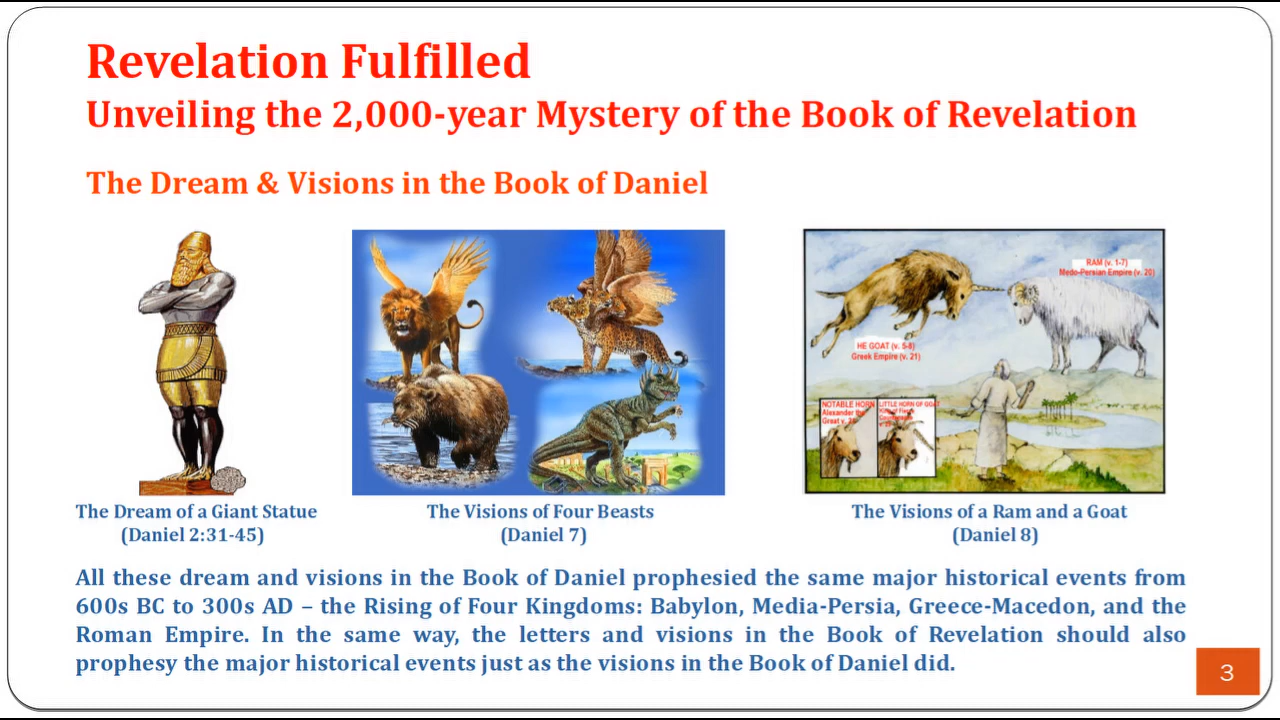 Revelation Fulfilled
Unveiling the 2,000-year Mystery of the Book of Revelation
The Dream & Visions in the Book of Daniel
RAM (v. 1-7)
Medo-Persian Empire (v. 20)
HE GOAT (v. 5-8)
Greek Empire (v. 21)
NOTABLE HORN
Alexander the
Great v.
LITTLE HORN OF GOAT
The Dream of a Giant Statue
(Daniel 2:31-45)
The Visions of Four Beasts
(Daniel 7)
The Visions of a Ram and a Goat
(Daniel 8)
All these dream and visions in the Book of Daniel prophesied the same major historical events from
600s BC to 300s AD – the Rising of Four Kingdoms: Babylon, Media-Persia, Greece-Macedon, and the
Roman Empire. In the same way, the letters and visions in the Book of Revelation should also
prophesy the major historical events just as the visions in the Book of Daniel did.
3